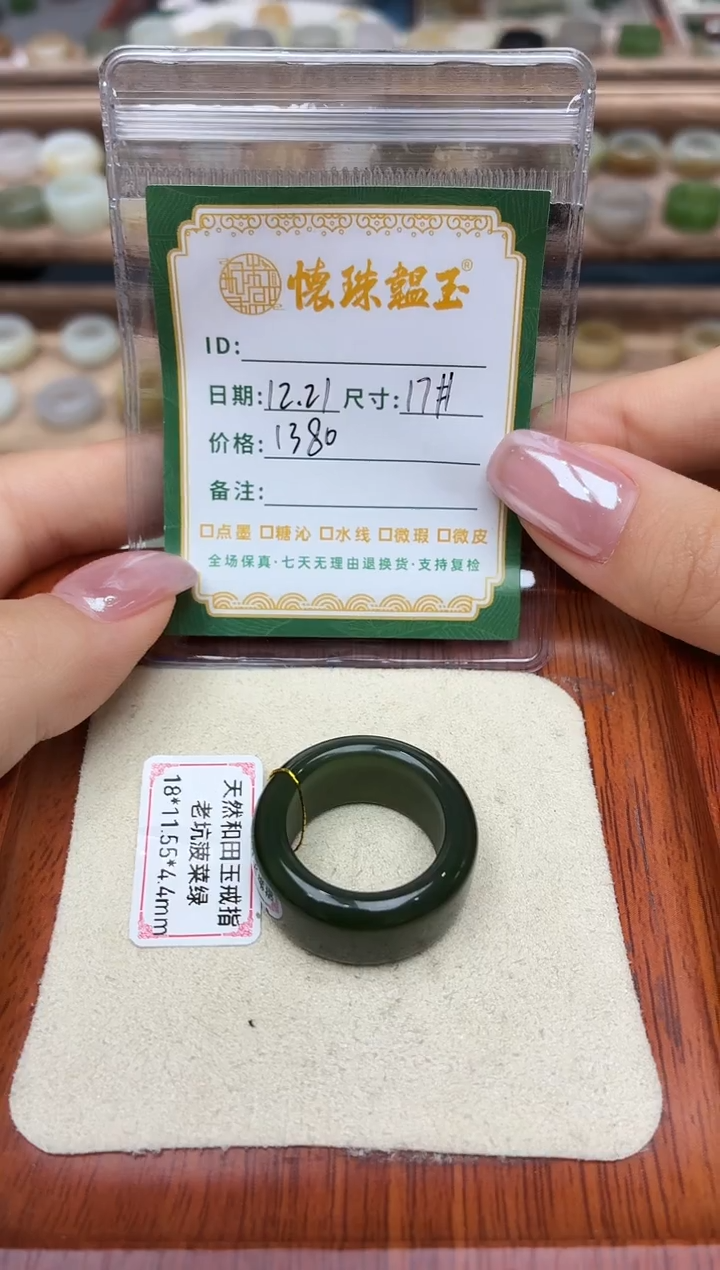 懷珠韞玉®
ID:
日期:12.21 尺寸:17#
价格:1380
备注:
□点墨 □糖沁 □水线 □微瑕 □微皮
全场保真·七天无理由退换货·支持复检
天然和田玉戒指
老坑菠菜绿
18*11.55*4.4mm